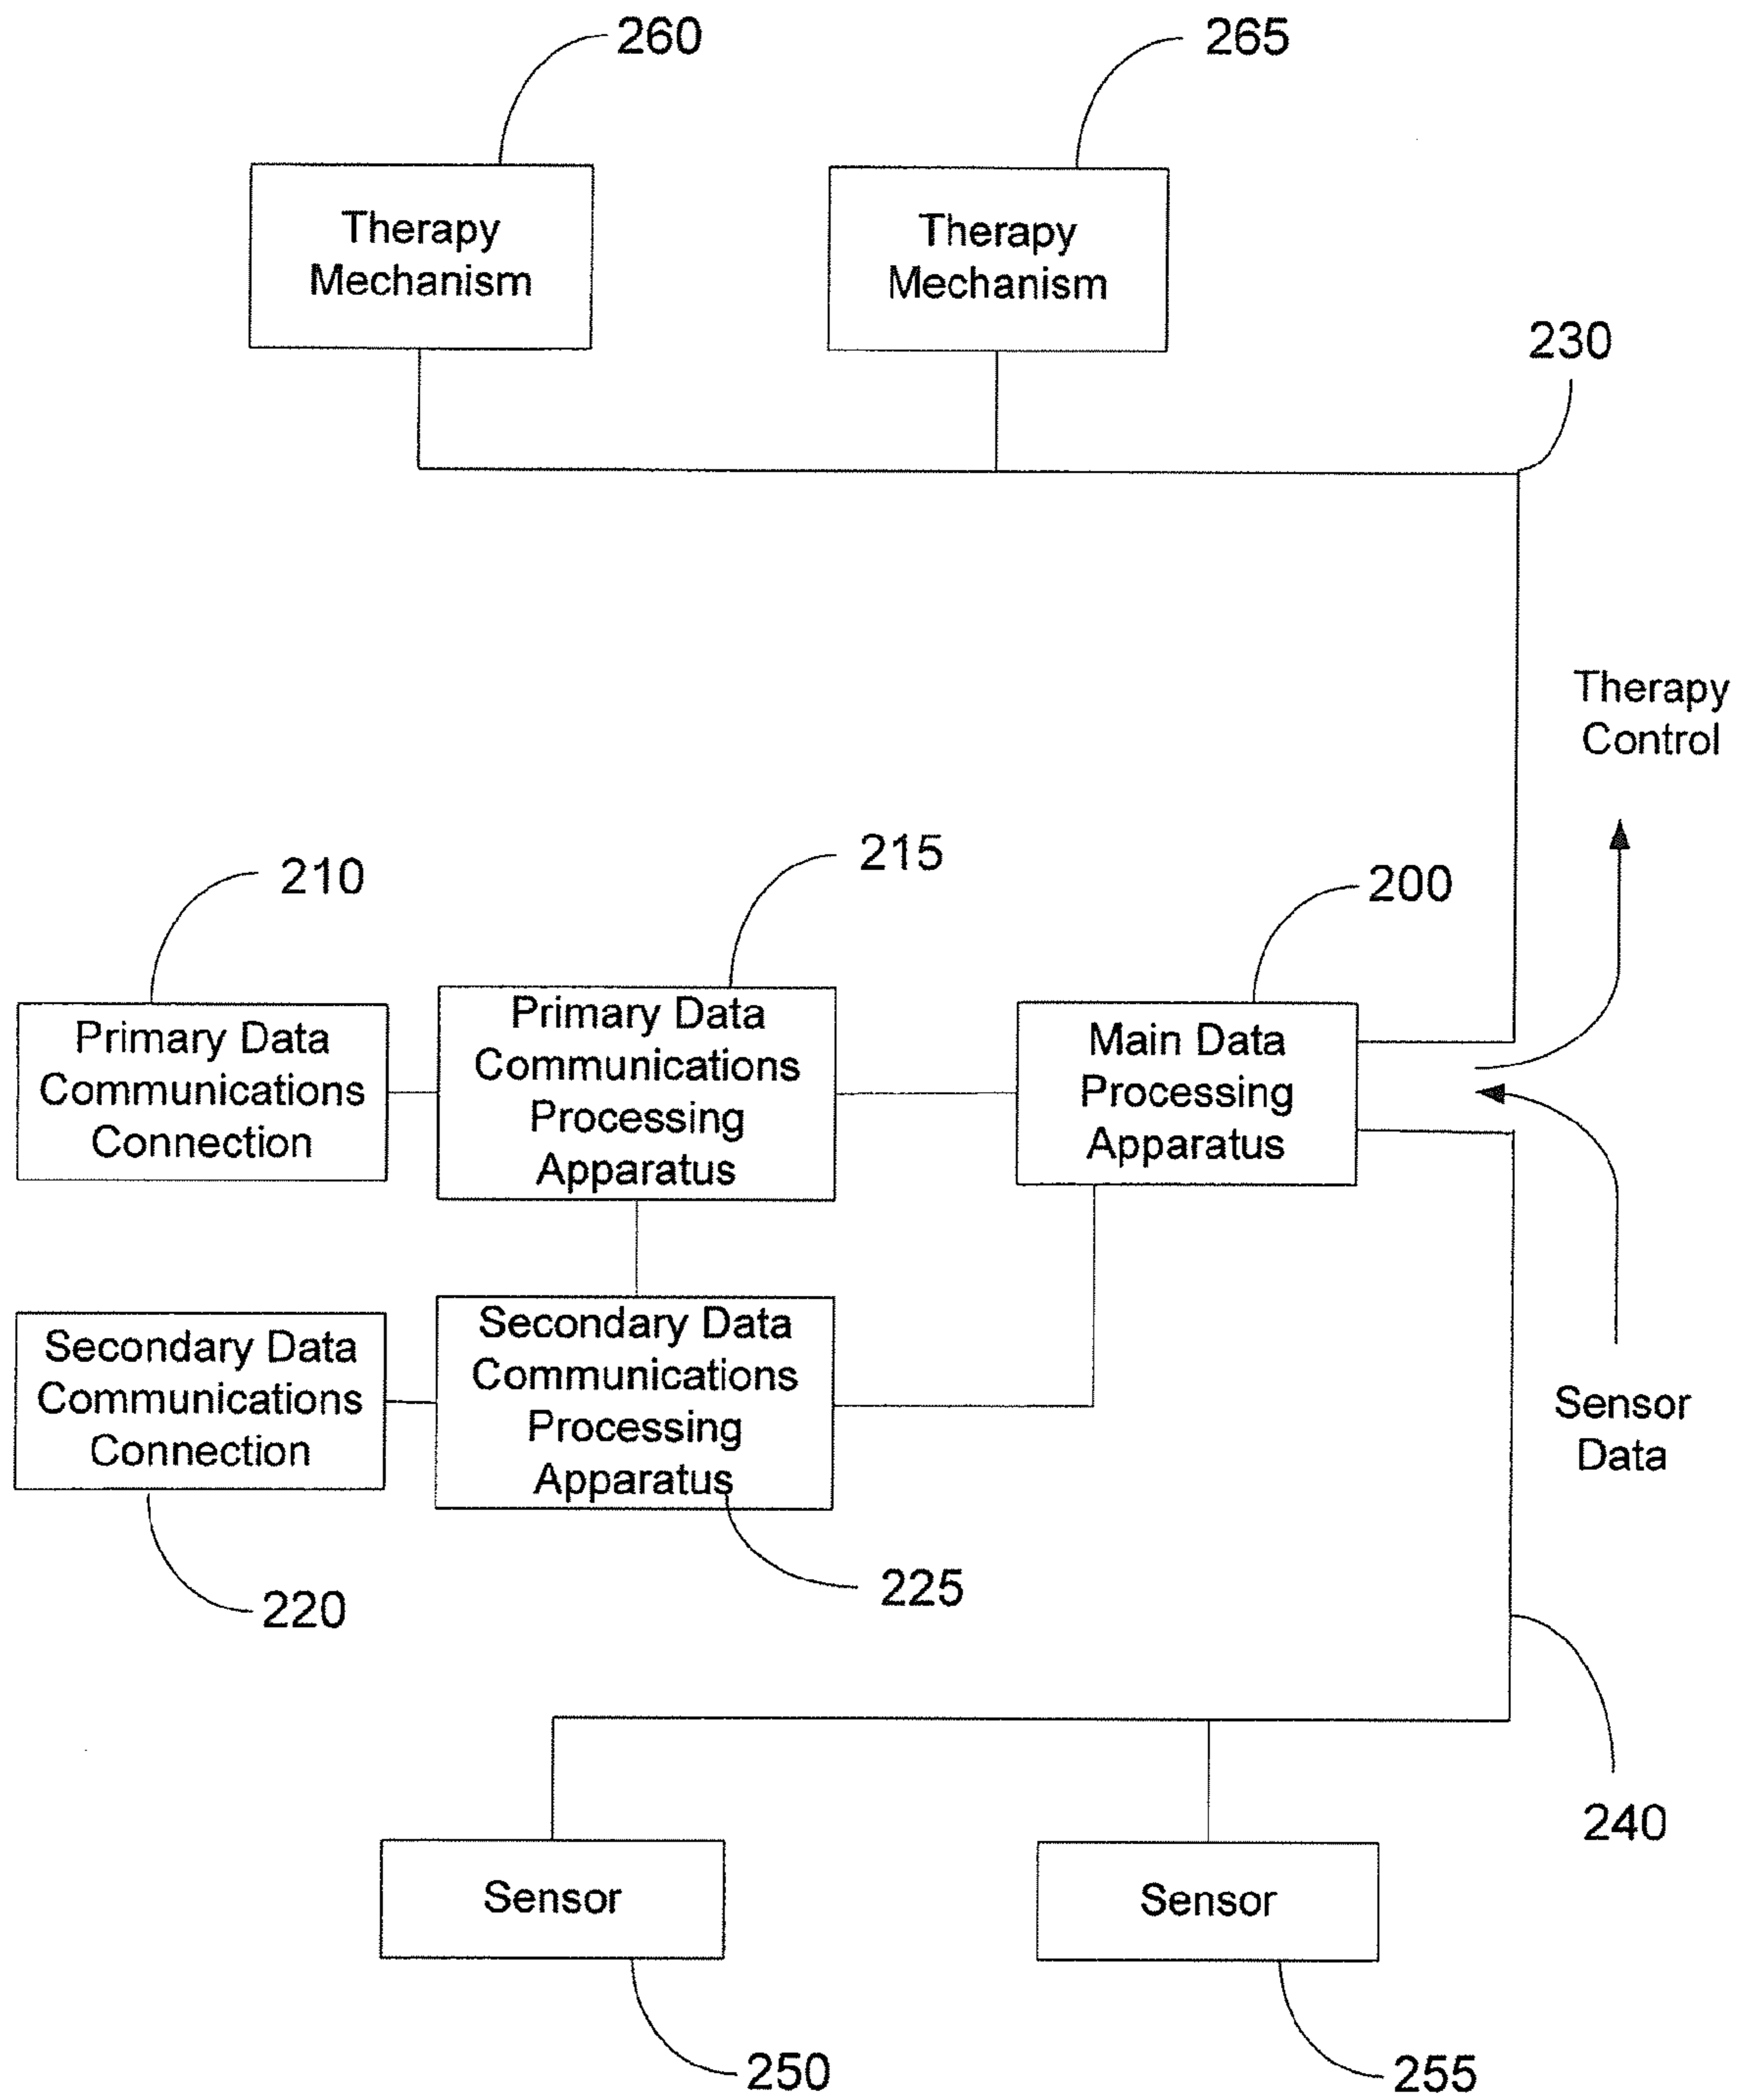 260
265
Therapy
Mechanism
Therapy
Mechanism
230
Therapy
Control
210
215
200
Primary Data
Communications
Connection
Primary Data
Communications
Processing
Apparatus
Main Data
Processing
Apparatus
Secondary Data
Communications
Connection
Secondary Data
Communications
Processing
Apparatus
Sensor
Data
220
225
240
Sensor
Sensor
250
255